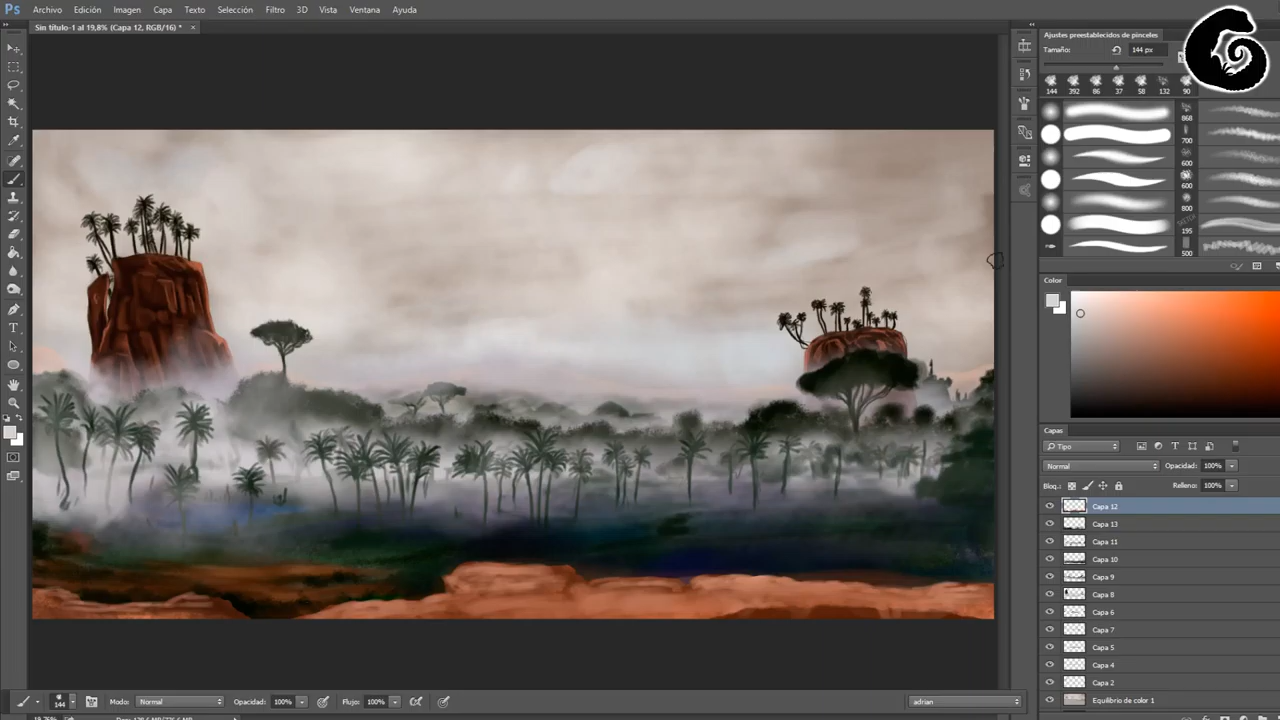 Ps Archivo Edición Imagen Capa Texto Selección Filtro 3D Vista Ventana Ayuda
Sin título-1 al 19,8% (Capa 12, RGB/16) * ×
Ajustes preestablecidos de pinceles
Tamaño: 144 px
144 392 86 37 58 132 90
868
700
600
600
800
195
500
Color
Capas
Tipo
Normal Opacidad: 100%
Bloq.: Relleno: 100%
Capa 12
Capa 13
Capa 11
Capa 10
Capa 9
Capa 8
Capa 6
Capa 7
Capa 5
Capa 4
Capa 2
Equilibrio de color 1
144 Modo: Normal Opacidad: 100% Flujo: 100% adrian